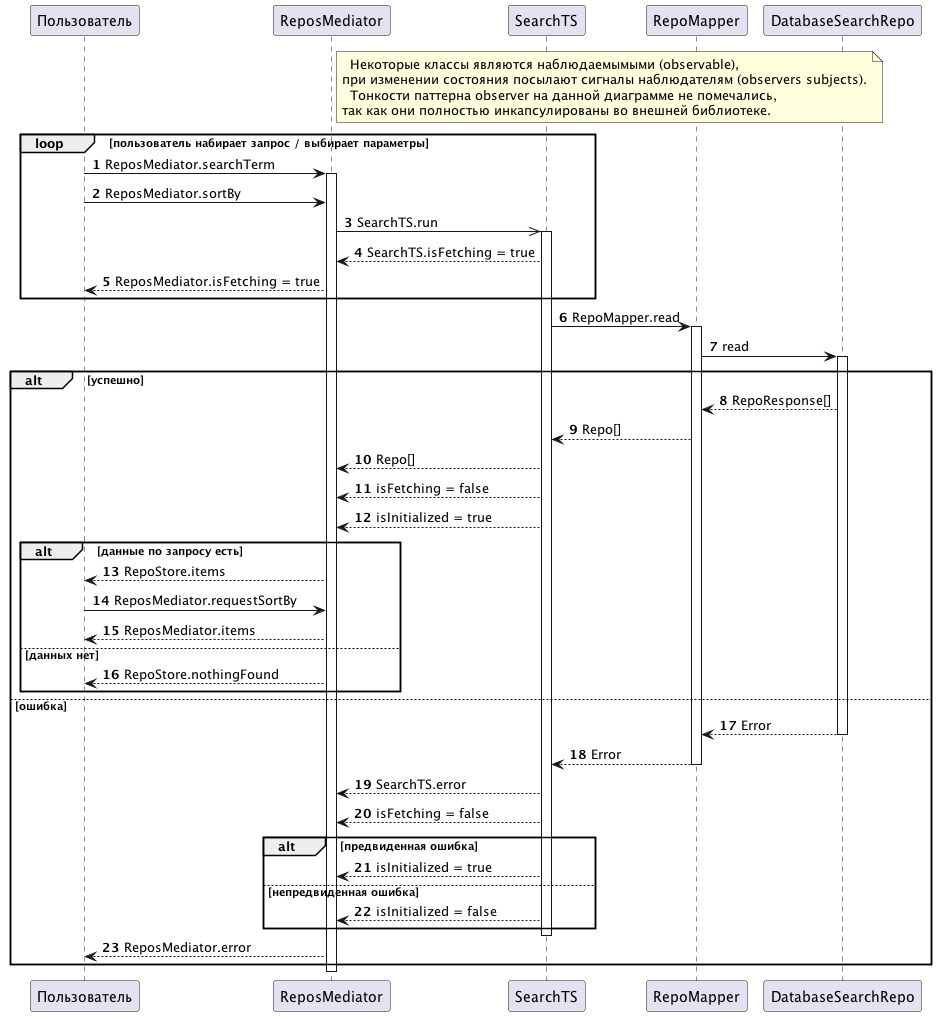 Пользователь ReposMediator SearchTS RepoMapper DatabaseSearchRepo
Некоторые классы являются наблюдаемымыми (observable),
при изменении состояния посылают сигналы наблюдателям (observers subjects).
Тонкости паттерна observer на данной диаграмме не помечались,
так как они полностью инкапсулированы во внешней библиотеке.
loop [пользователь набирает запрос / выбирает параметры]
1 ReposMediator.searchTerm
2 ReposMediator.sortBy
3 SearchTS.run
4 SearchTS.isFetching = true
5 ReposMediator.isFetching = true
6 RepoMapper.read
7 read
alt [успешно]
8 RepoResponse[]
9 Repo[]
10 Repo[]
11 isFetching = false
12 isInitialized = true
alt [данные по запросу есть]
13 RepoStore.items
14 ReposMediator.requestSortBy
15 ReposMediator.items
[данных нет]
16 RepoStore.nothingFound
[ошибка]
17 Error
18 Error
19 SearchTS.error
20 isFetching = false
alt [предвиденная ошибка]
21 isInitialized = true
[непредвиденная ошибка]
22 isInitialized = false
23 ReposMediator.error
Пользователь ReposMediator SearchTS RepoMapper DatabaseSearchRepo